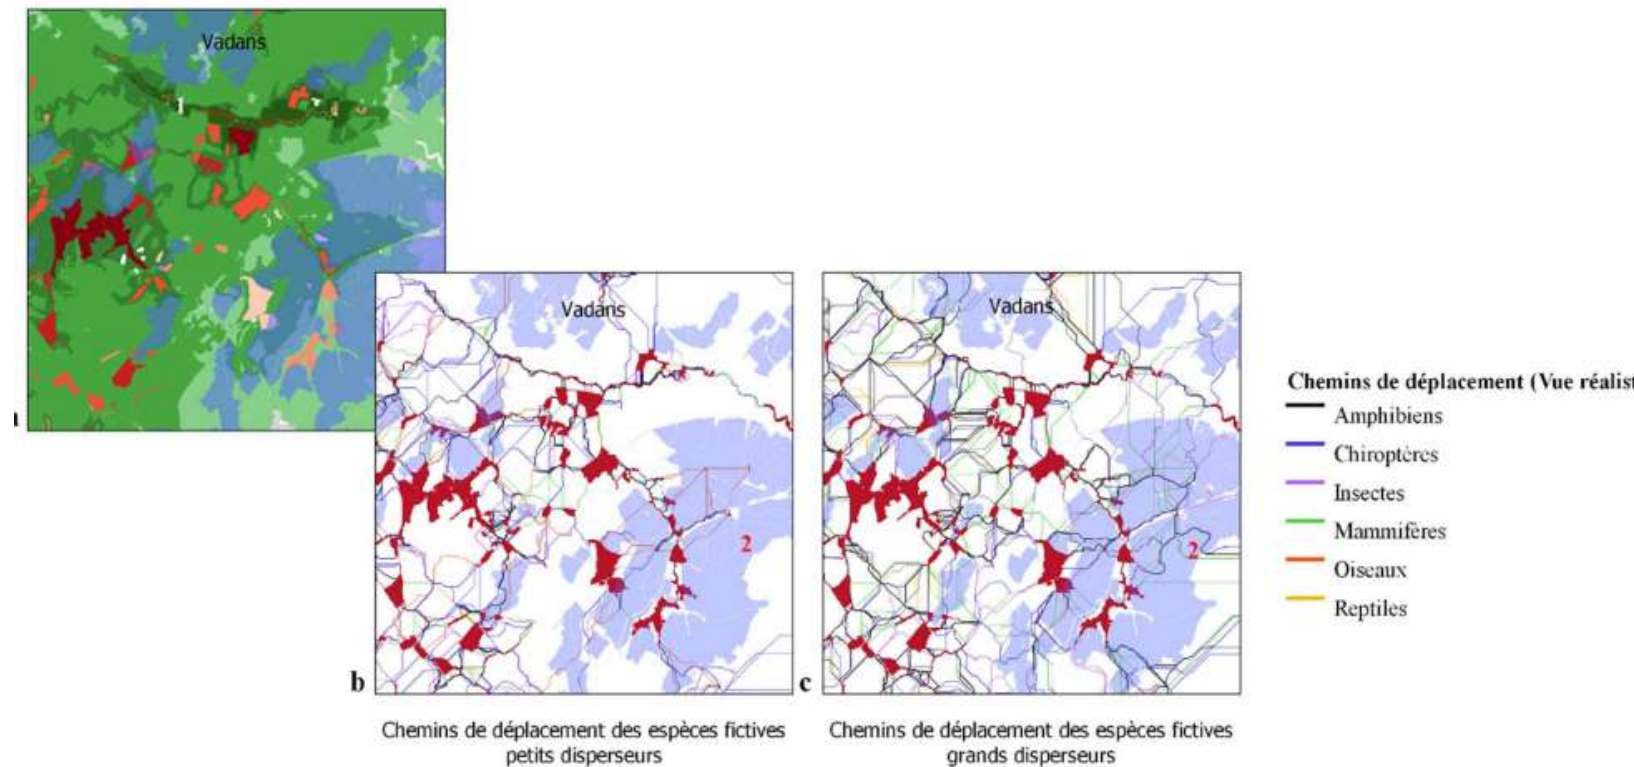 Vadans
1
a
Vadans
2
b
Chemins de déplacement des espèces fictives
petits disperseurs
Vadans
2
c
Chemins de déplacement des espèces fictives
grands disperseurs
Chemins de déplacement (Vue réalist
Amphibiens
Chiroptères
Insectes
Mammifères
Oiseaux
Reptiles